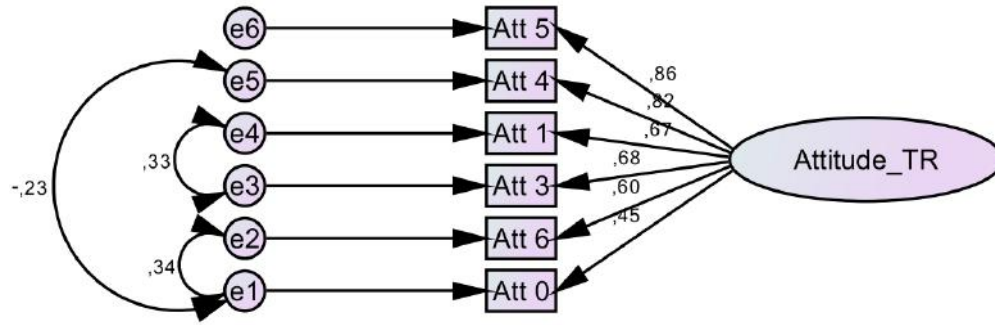 e6 Att 5
,86
e5 Att 4
,82
e4 Att 1
,67
Attitude_TR
,33
,68
-,23
e3 Att 3
,60
e2 Att 6
,45
,34
e1 Att 0